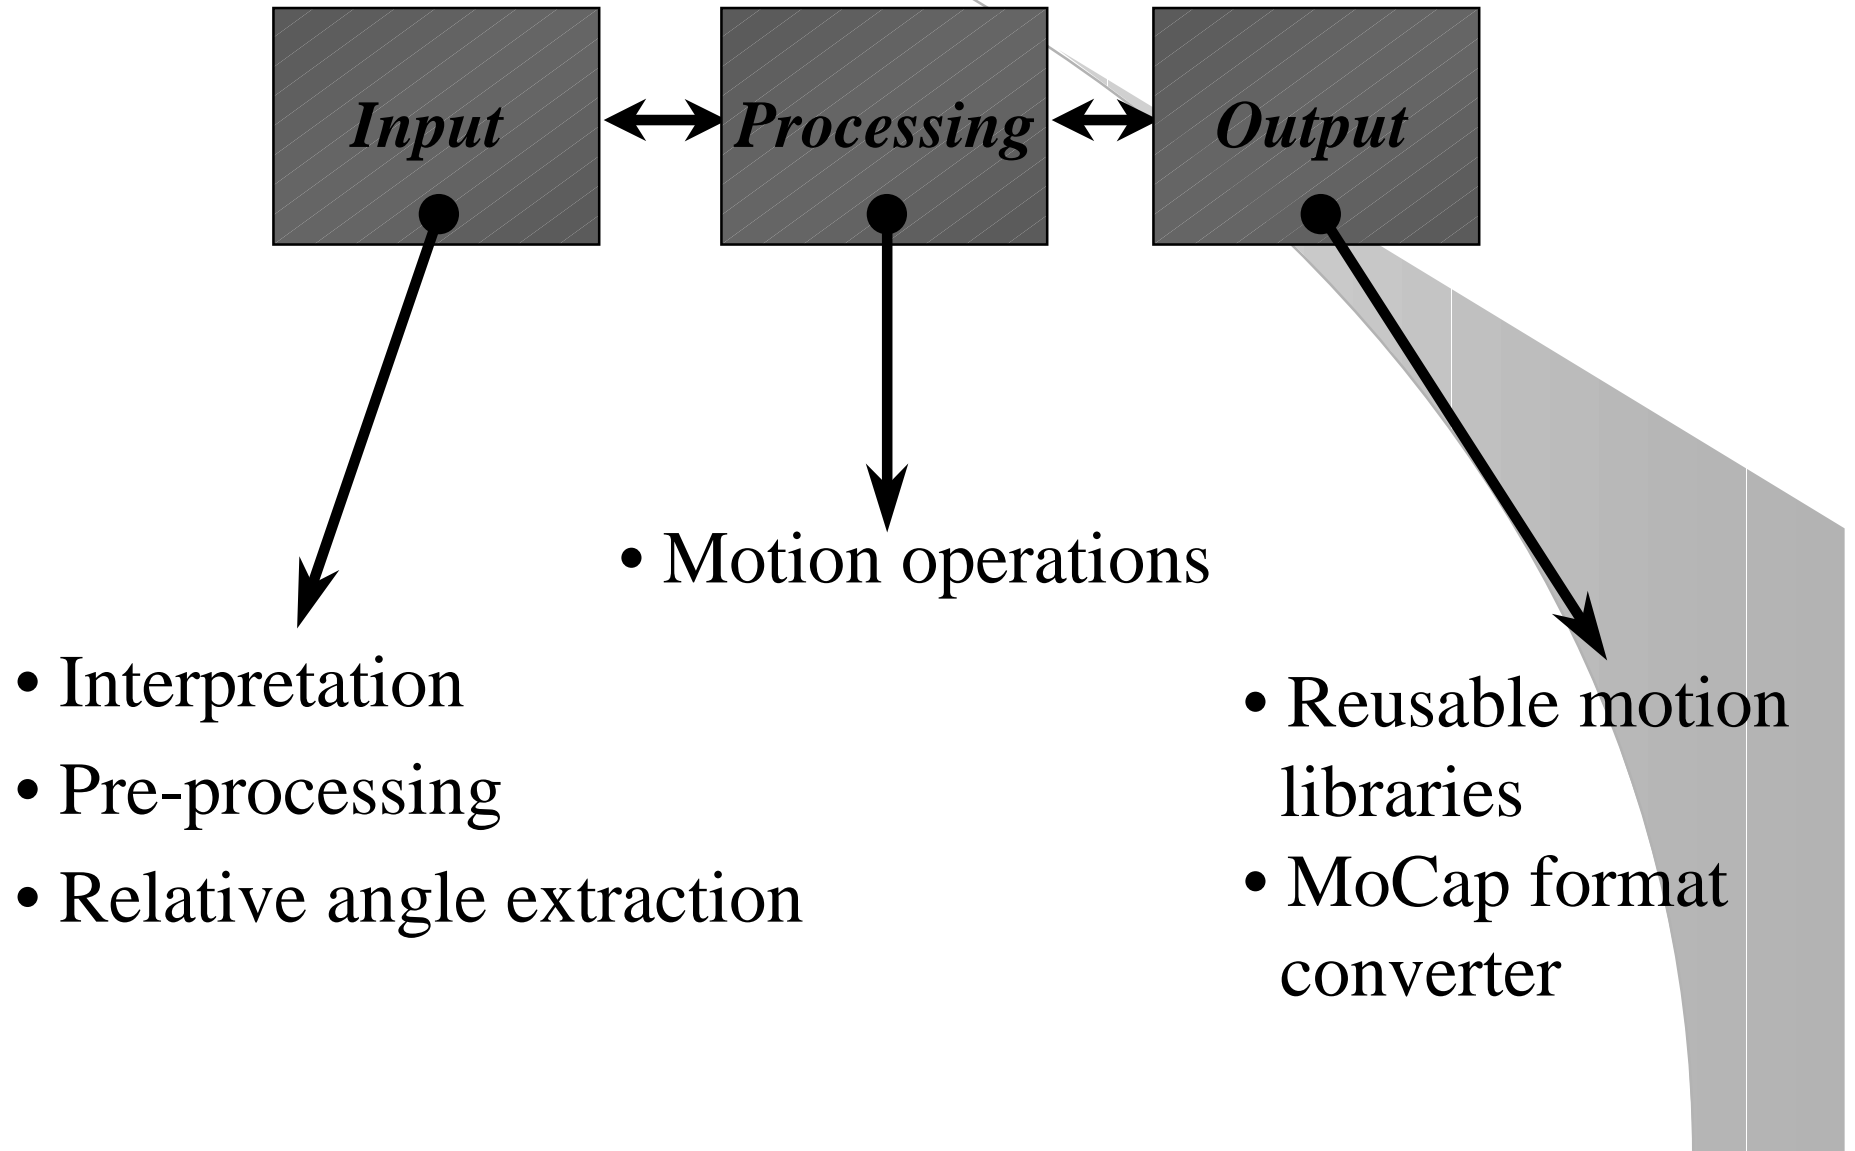 Input
Processing
Output
• Motion operations
• Interpretation
• Pre-processing
• Relative angle extraction
• Reusable motion
libraries
• MoCap format
converter